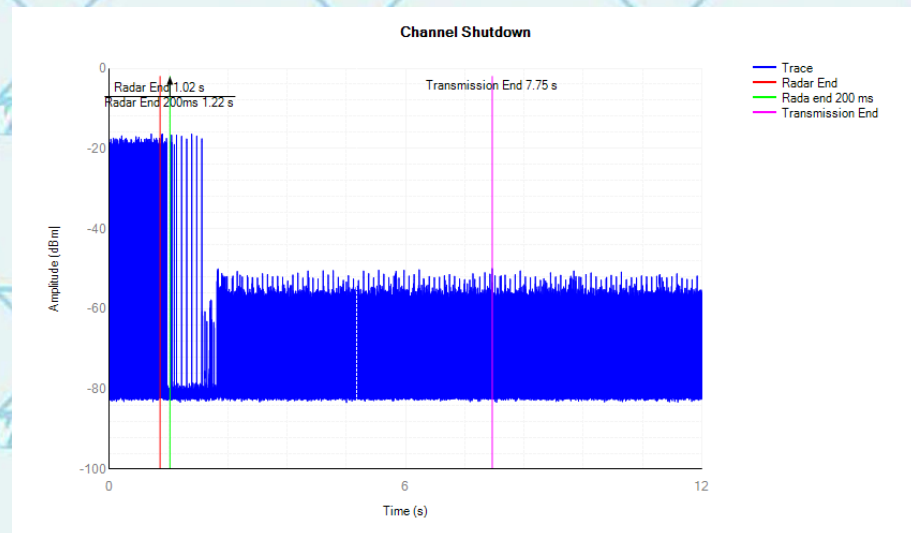 Channel Shutdown
0
Radar End 1.02 s
Radar End 200ms 1.22 s
Transmission End 7.75 s
Trace
Radar End
Rada end 200 ms
Transmission End
-20
-40
Amplitude (dBm)
-60
-80
-100
0
6
12
Time (s)